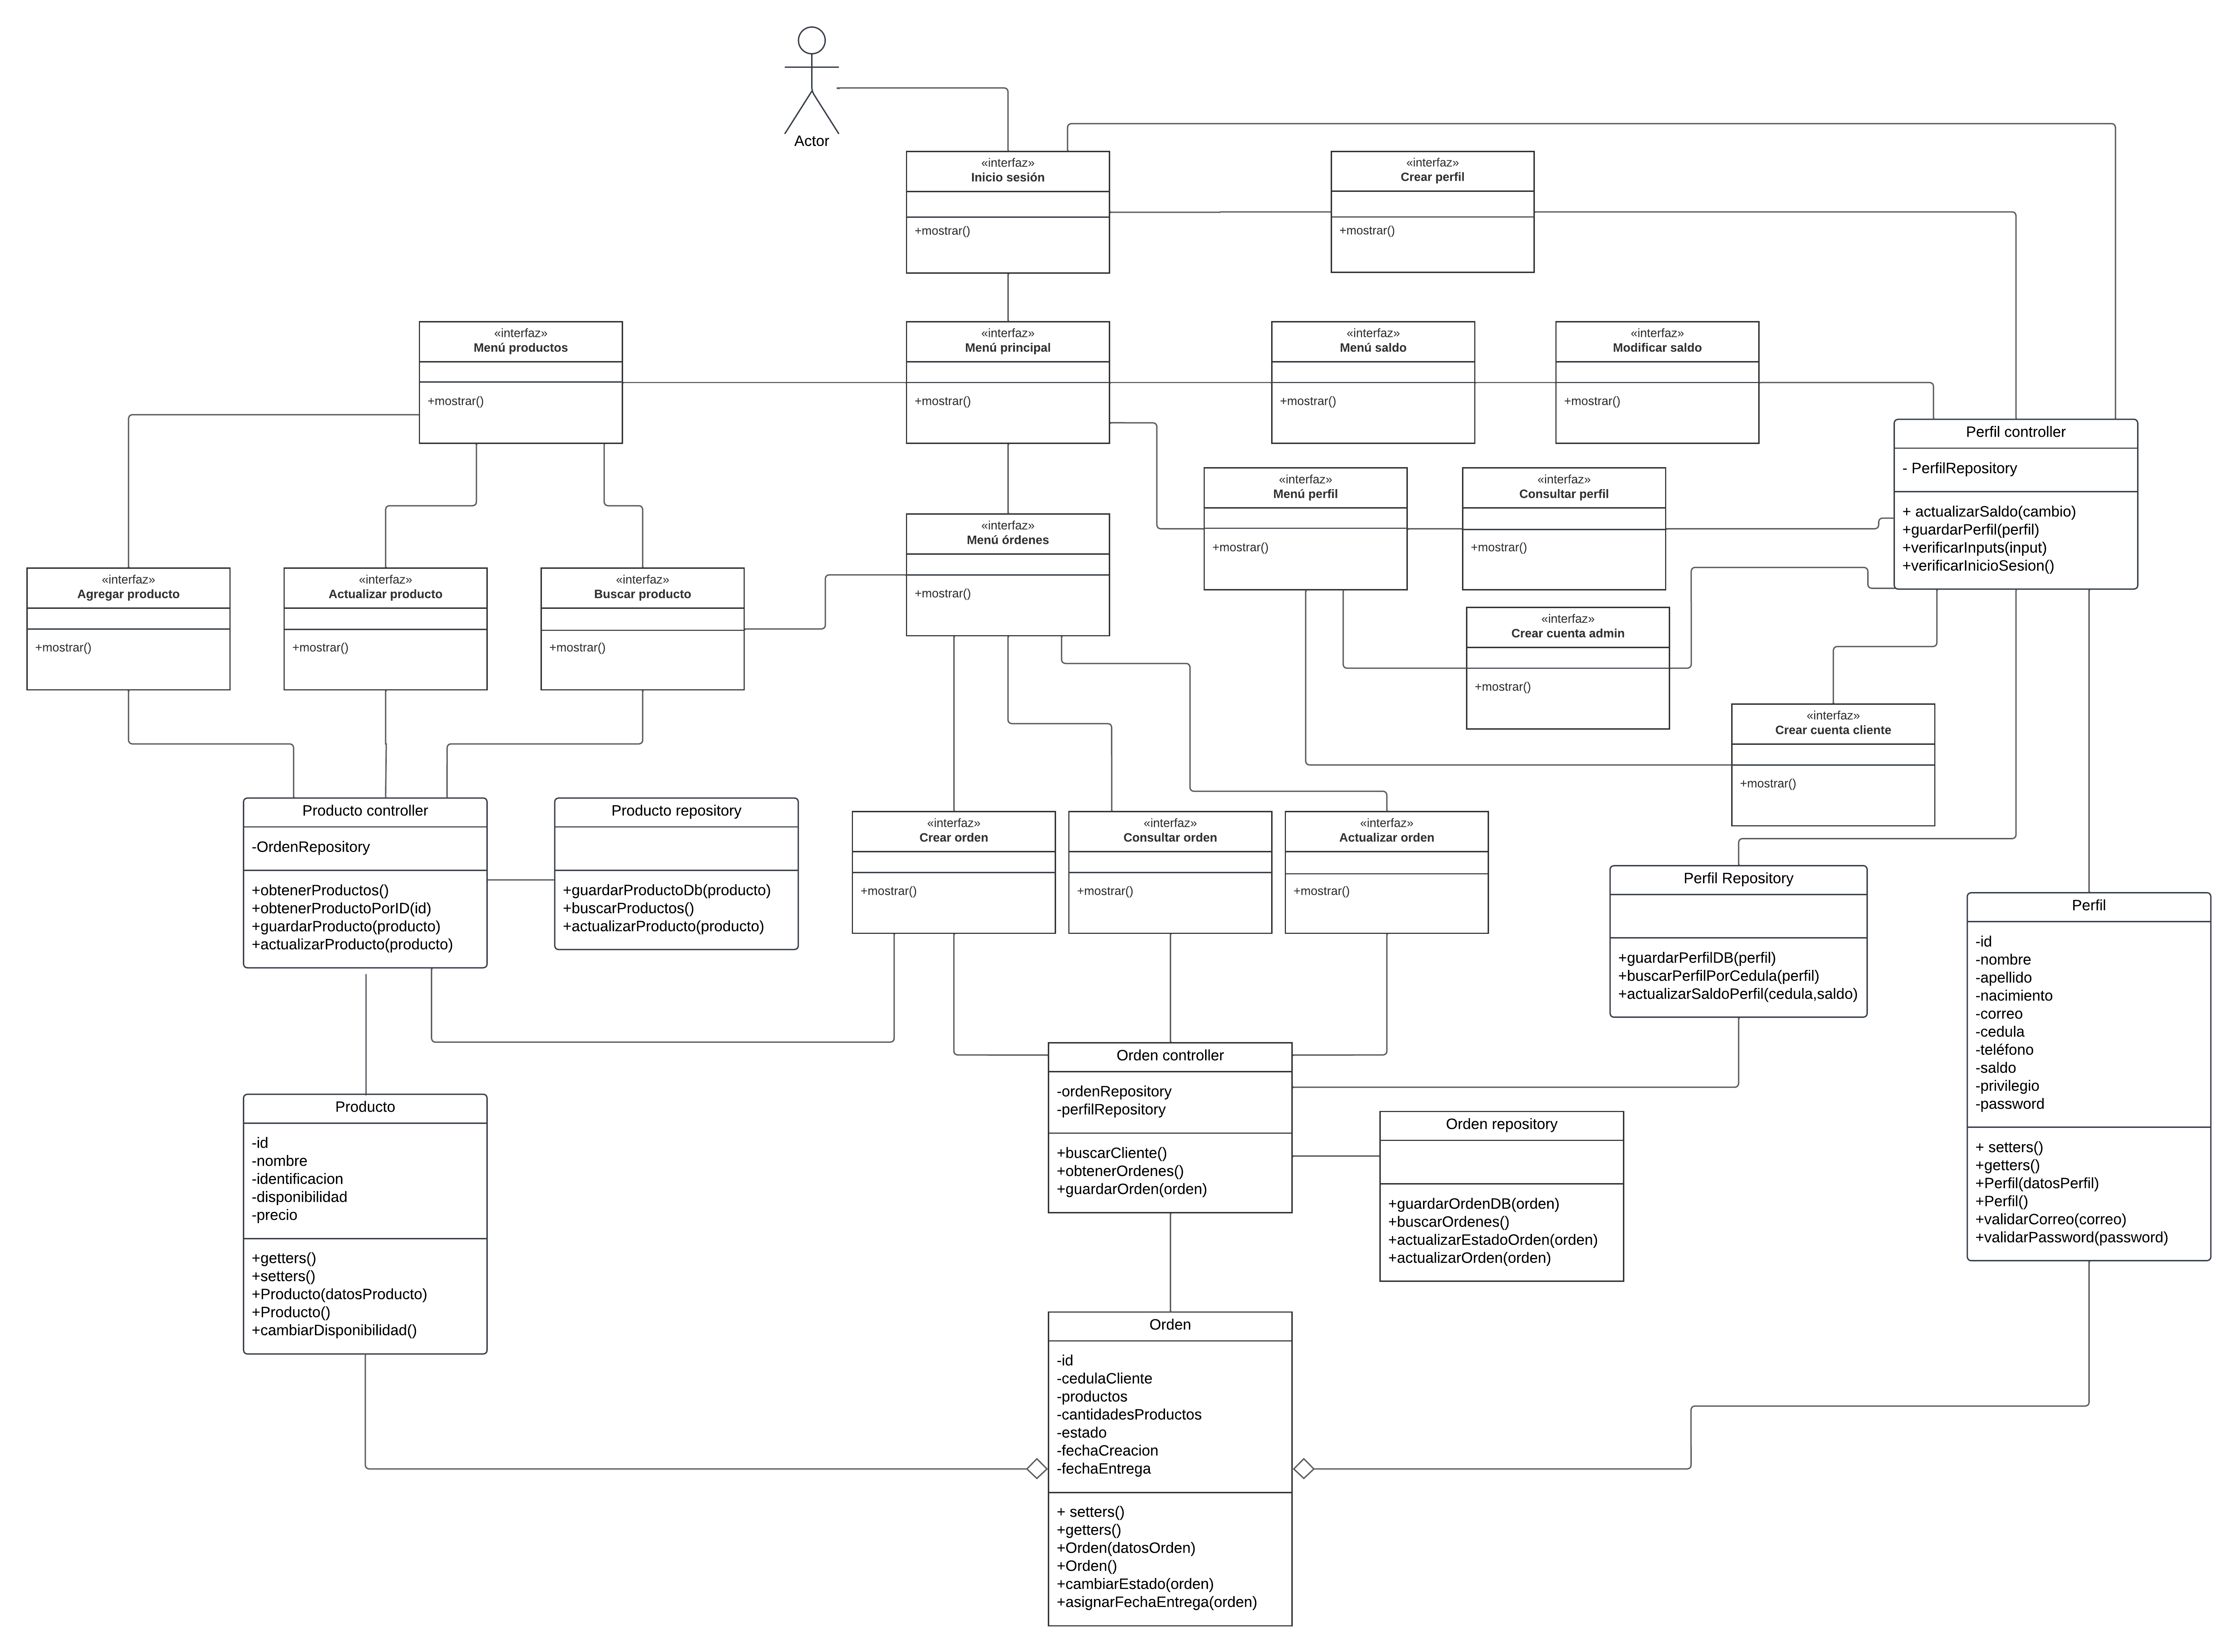 Actor
«interfaz»
Inicio sesión
+mostrar()
«interfaz»
Crear perfil
+mostrar()
«interfaz»
Menú productos
+mostrar()
«interfaz»
Menú principal
+mostrar()
«interfaz»
Menú saldo
+mostrar()
«interfaz»
Modificar saldo
+mostrar()
Perfil controller
- PerfilRepository
+ actualizarSaldo(cambio)
+guardarPerfil(perfil)
+verificarInputs(input)
+verificarInicioSesion()
«interfaz»
Menú perfil
+mostrar()
«interfaz»
Consultar perfil
+mostrar()
«interfaz»
Menú órdenes
+mostrar()
«interfaz»
Agregar producto
+mostrar()
«interfaz»
Actualizar producto
+mostrar()
«interfaz»
Buscar producto
+mostrar()
«interfaz»
Crear cuenta admin
+mostrar()
«interfaz»
Crear cuenta cliente
+mostrar()
Producto controller
-OrdenRepository
+obtenerProductos()
+obtenerProductoPorID(id)
+guardarProducto(producto)
+actualizarProducto(producto)
Producto repository
+guardarProductoDb(producto)
+buscarProductos()
+actualizarProducto(producto)
«interfaz»
Crear orden
+mostrar()
«interfaz»
Consultar orden
+mostrar()
«interfaz»
Actualizar orden
+mostrar()
Perfil Repository
+guardarPerfilDB(perfil)
+buscarPerfilPorCedula(perfil)
+actualizarSaldoPerfil(cedula,saldo)
Perfil
-id
-nombre
-apellido
-nacimiento
-correo
-cedula
-teléfono
-saldo
-privilegio
-password
+ setters()
+getters()
+Perfil(datosPerfil)
+Perfil()
+validarCorreo(correo)
+validarPassword(password)
Orden controller
-ordenRepository
-perfilRepository
+buscarCliente()
+obtenerOrdenes()
+guardarOrden(orden)
Orden repository
+guardarOrdenDB(orden)
+buscarOrdenes()
+actualizarEstadoOrden(orden)
+actualizarOrden(orden)
Producto
-id
-nombre
-identificacion
-disponibilidad
-precio
+getters()
+setters()
+Producto(datosProducto)
+Producto()
+cambiarDisponibilidad()
Orden
-id
-cedulaCliente
-productos
-cantidadesProductos
-estado
-fechaCreacion
-fechaEntrega
+ setters()
+getters()
+Orden(datosOrden)
+Orden()
+cambiarEstado(orden)
+asignarFechaEntrega(orden)